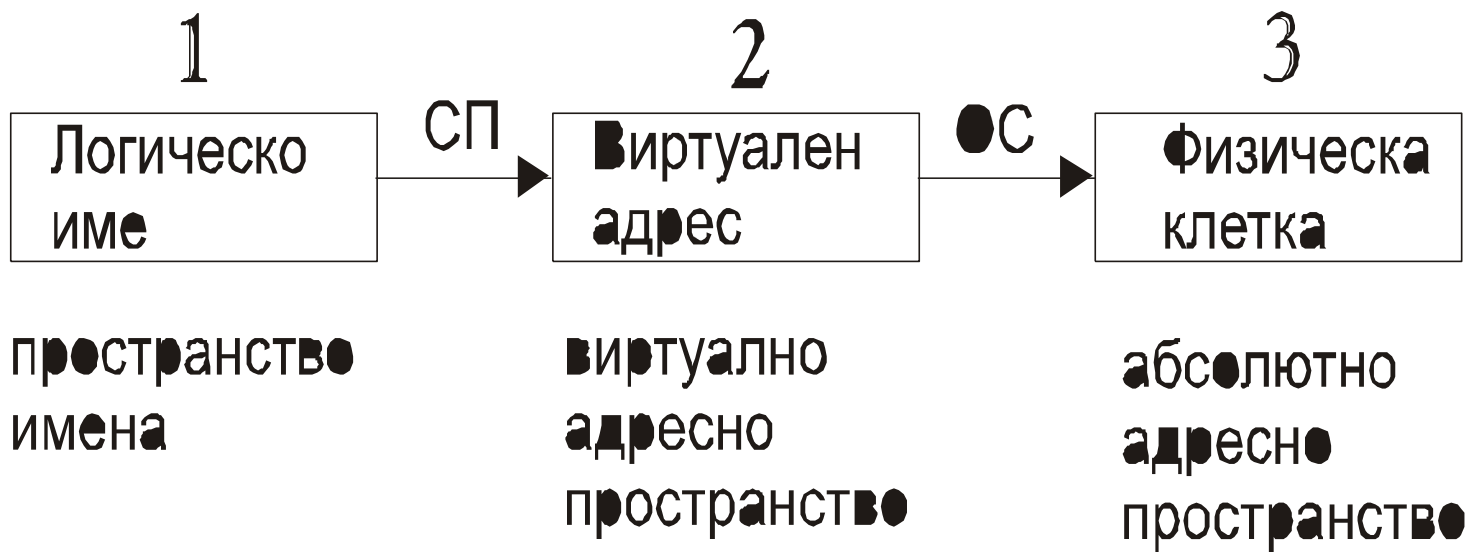 1
2
3
Логическо
име
СП
Виртуален
адрес
ОС
Физическа
клетка
пространство
имена
виртуално
адресно
пространство
абсолютно
адресно
пространство